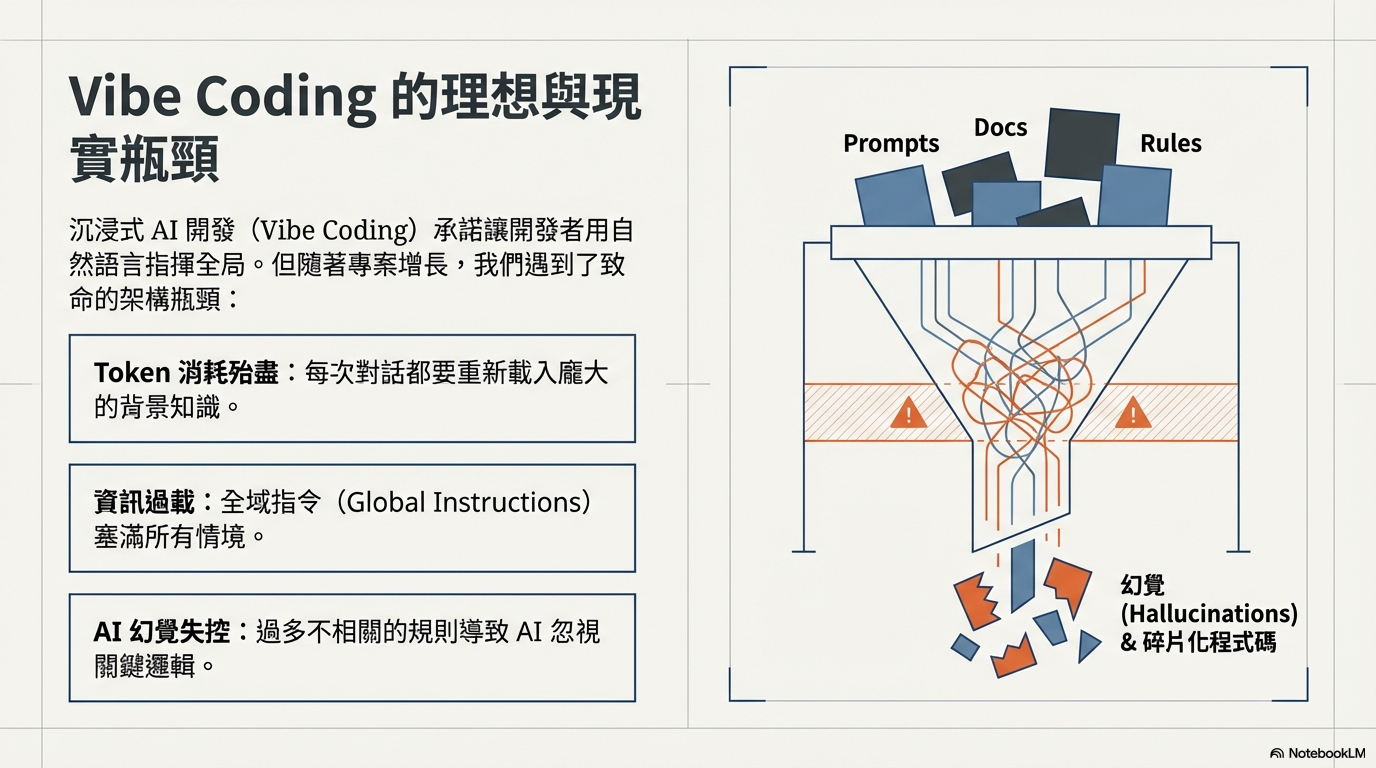 Vibe Coding 的理想與現
實瓶頸
沉浸式 AI 開發（Vibe Coding）承諾讓開發者用自
然語言指揮全局。但隨著專案增長，我們遇到了致
命的架構瓶頸：
Token 消耗殆盡：每次對話都要重新載入龐大
的背景知識。
資訊過載：全域指令（Global Instructions）
塞滿所有情境。
AI 幻覺失控：過多不相關的規則導致 AI 忽視
關鍵邏輯。
Prompts
Docs
Rules
幻覺
(Hallucinations)
& 碎片化程式碼
NotebookLM